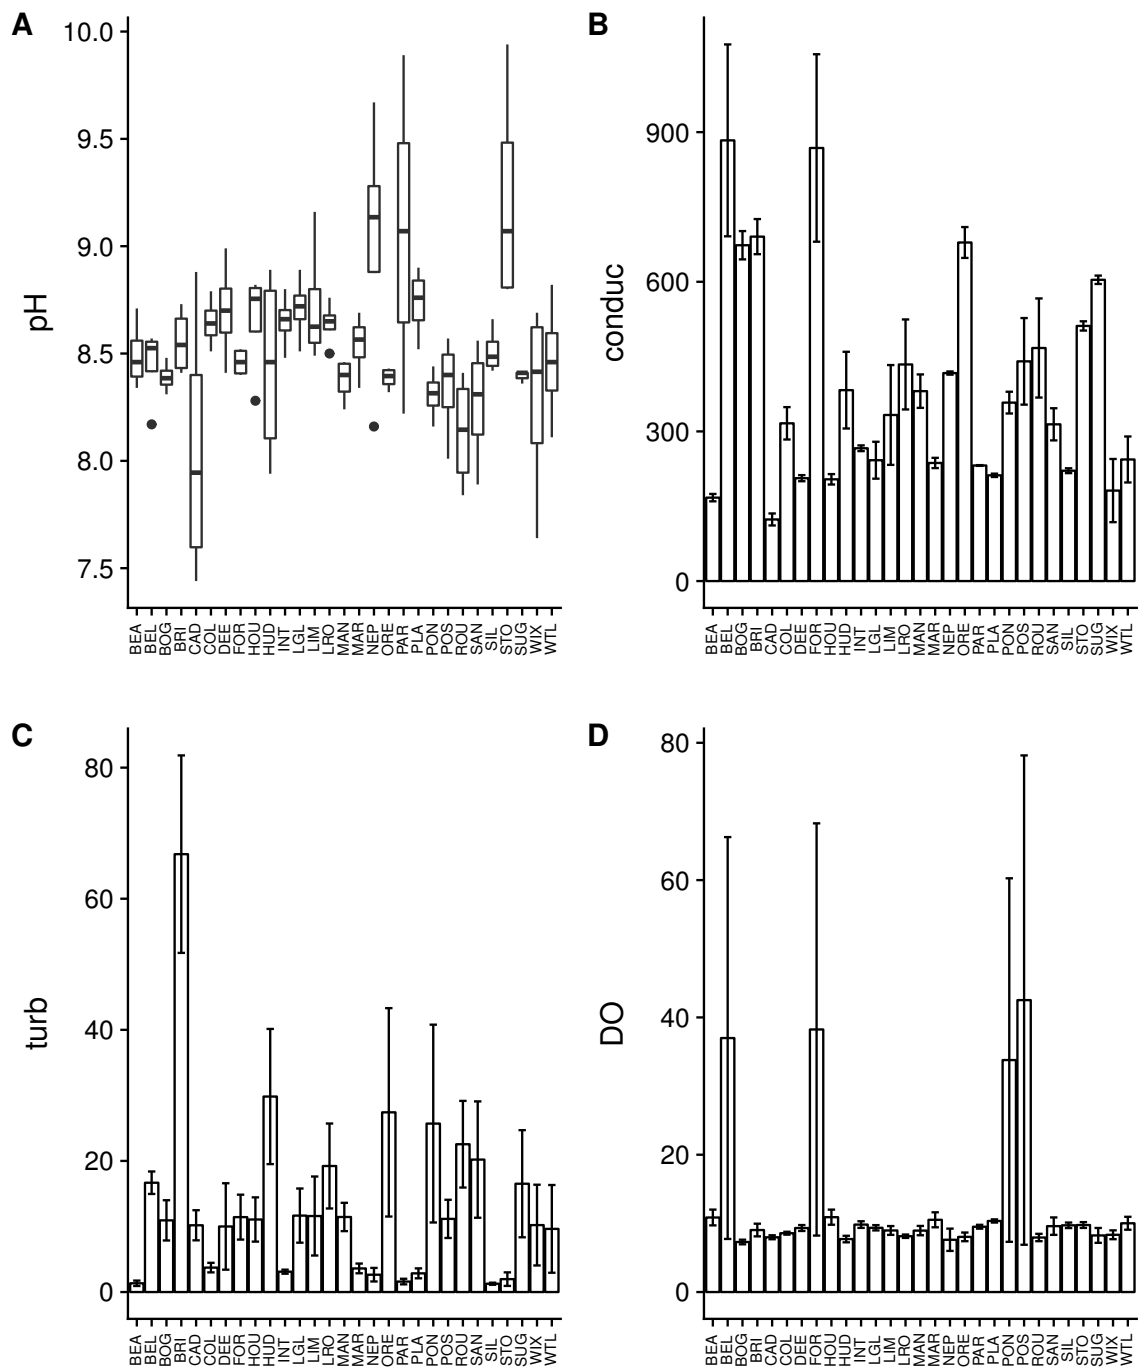 A
pH
10.0
9.5
9.0
8.5
8.0
7.5
BEA BEL BOG BRI CAD COL DEE FOR HOU HUD INT LGL LIM LRO MAN MAR NEP ORE PAR PLA PON POS ROU SAN SIL STO SUG WIX WTL
B
conduc
900
600
300
0
BEA BEL BOG BRI CAD COL DEE FOR HOU HUD INT LGL LIM LRO MAN MAR NEP ORE PAR PLA PON POS ROU SAN SIL STO SUG WIX WTL
C
turb
80
60
40
20
0
BEA BEL BOG BRI CAD COL DEE FOR HOU HUD INT LGL LIM LRO MAN MAR NEP ORE PAR PLA PON POS ROU SAN SIL STO SUG WIX WTL
D
DO
80
60
40
20
0
BEA BEL BOG BRI CAD COL DEE FOR HOU HUD INT LGL LIM LRO MAN MAR NEP ORE PAR PLA PON POS ROU SAN SIL STO SUG WIX WTL